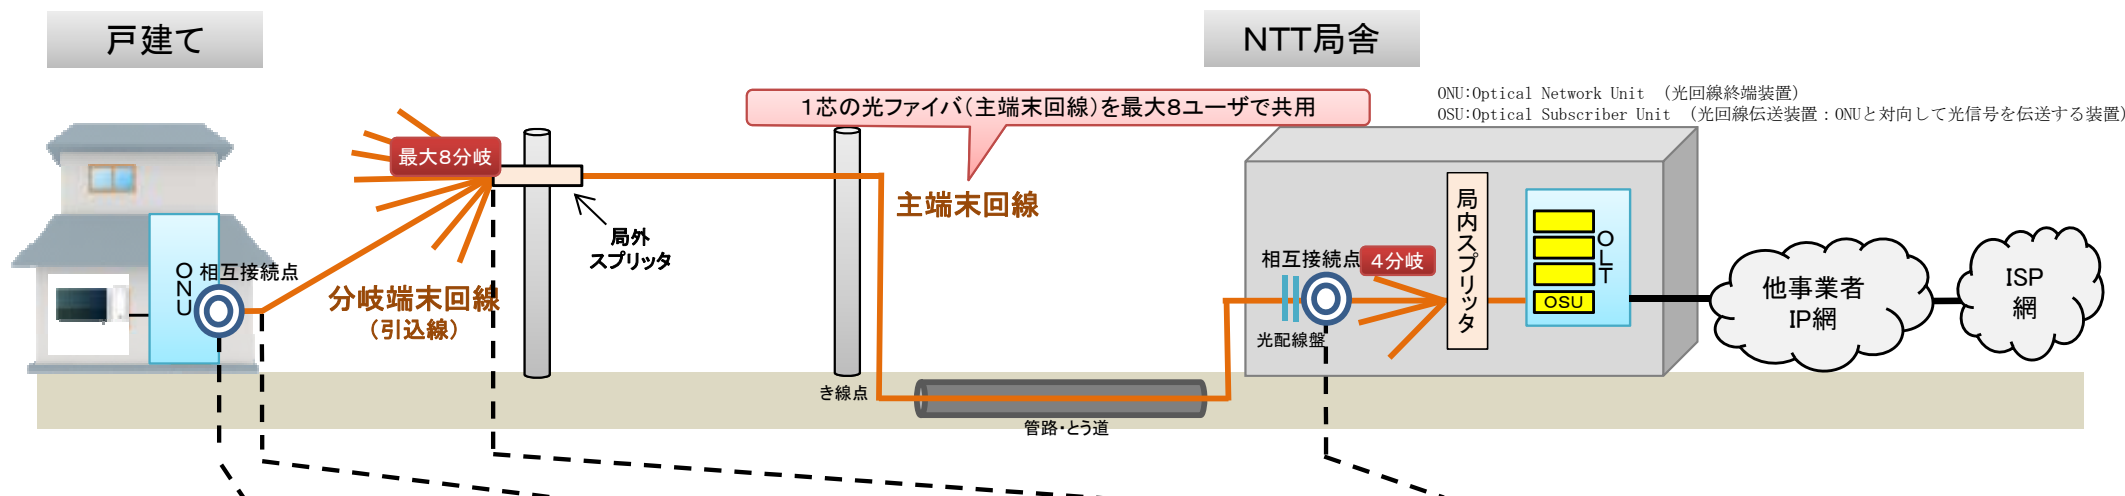 戸建て
NTT局舎
1芯の光ファイバ(主端末回線)を最大8ユーザで共用
ONU:Optical Network Unit (光回線終端装置)
OSU:Optical Subscriber Unit (光回線伝送装置：ONUと対向して光信号を伝送する装置)
最大8分岐
主端末回線
局外
スプリッタ
ONU
相互接続点
分岐端末回線
(引込線)
き線点
管路・とう道
相互接続点
4分岐
光配線盤
局内スプリッタ
OLT
OSU
他事業者
IP網
ISP
網